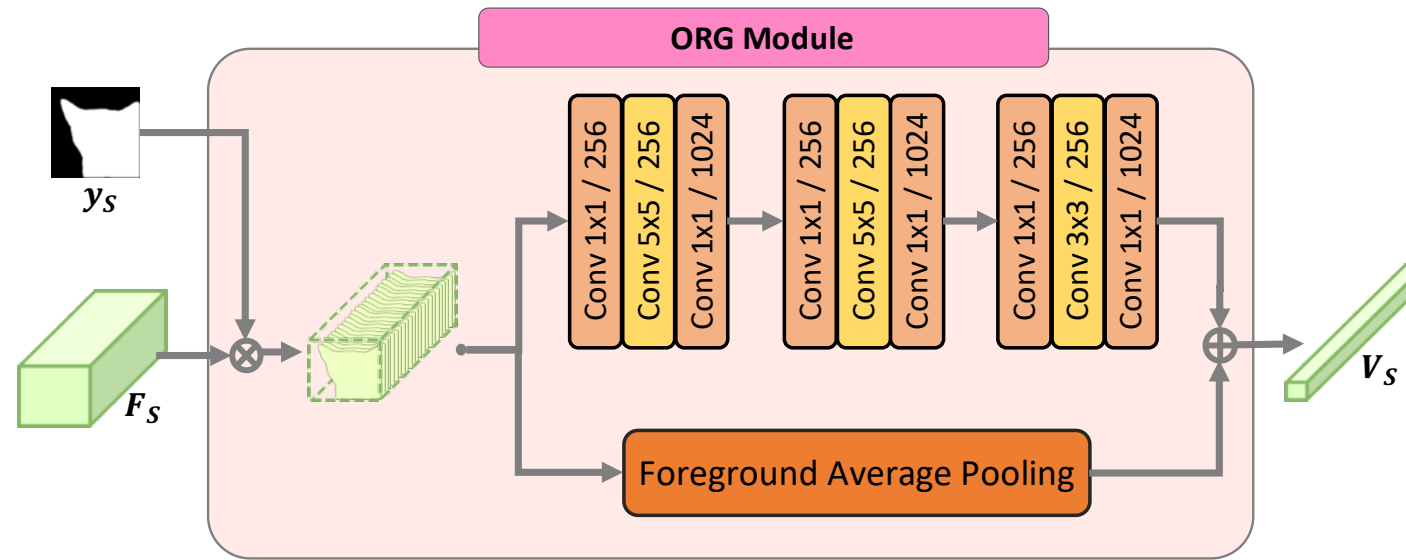 ORG Module
y_S
F_S
Conv 1x1 / 256
Conv 5x5 / 256
Conv 1x1 / 1024
Conv 1x1 / 256
Conv 5x5 / 256
Conv 1x1 / 1024
Conv 1x1 / 256
Conv 3x3 / 256
Conv 1x1 / 1024
Foreground Average Pooling
V_S